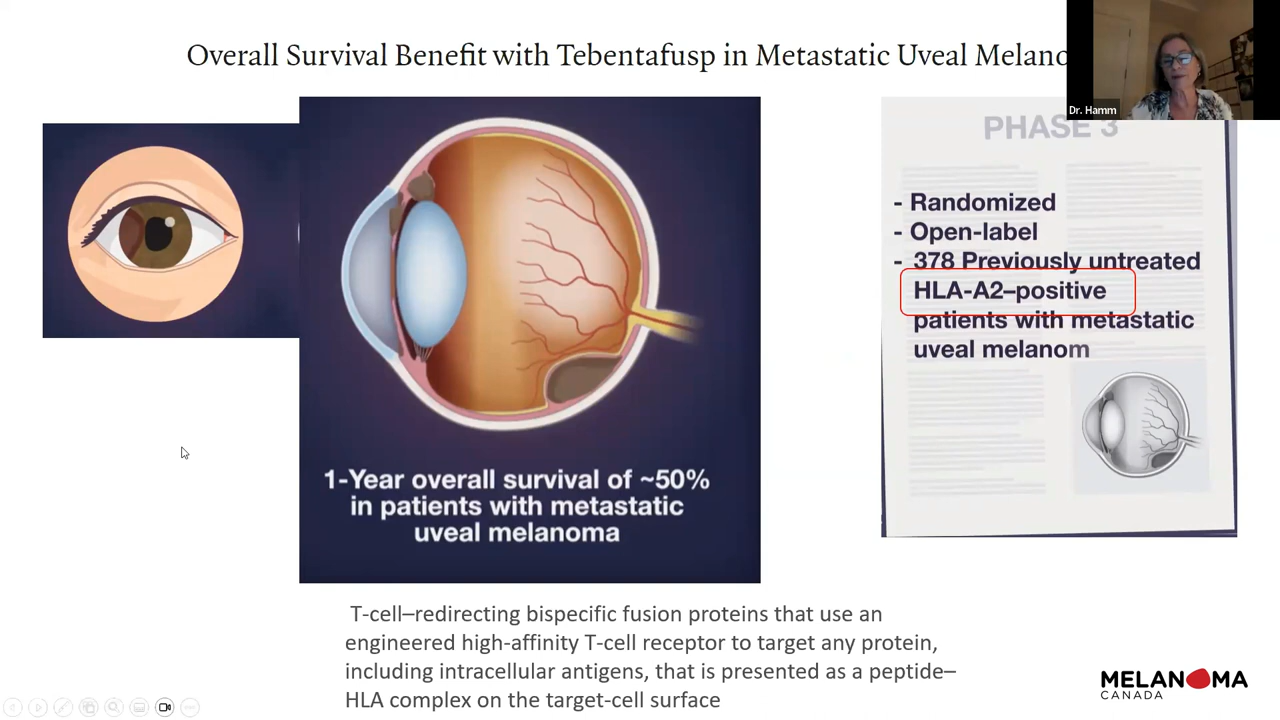 Overall Survival Benefit with Tebentafusp in Metastatic Uveal Melano
Dr. Hamm
PHASE 3
- Randomized
- Open-label
- 378 Previously untreated
HLA-A2–positive
patients with metastatic
uveal melanom
1-Year overall survival of ~50%
in patients with metastatic
uveal melanoma
T-cell–redirecting bispecific fusion proteins that use an
engineered high-affinity T-cell receptor to target any protein,
including intracellular antigens, that is presented as a peptide–
HLA complex on the target-cell surface
MELANOMA
CANADA